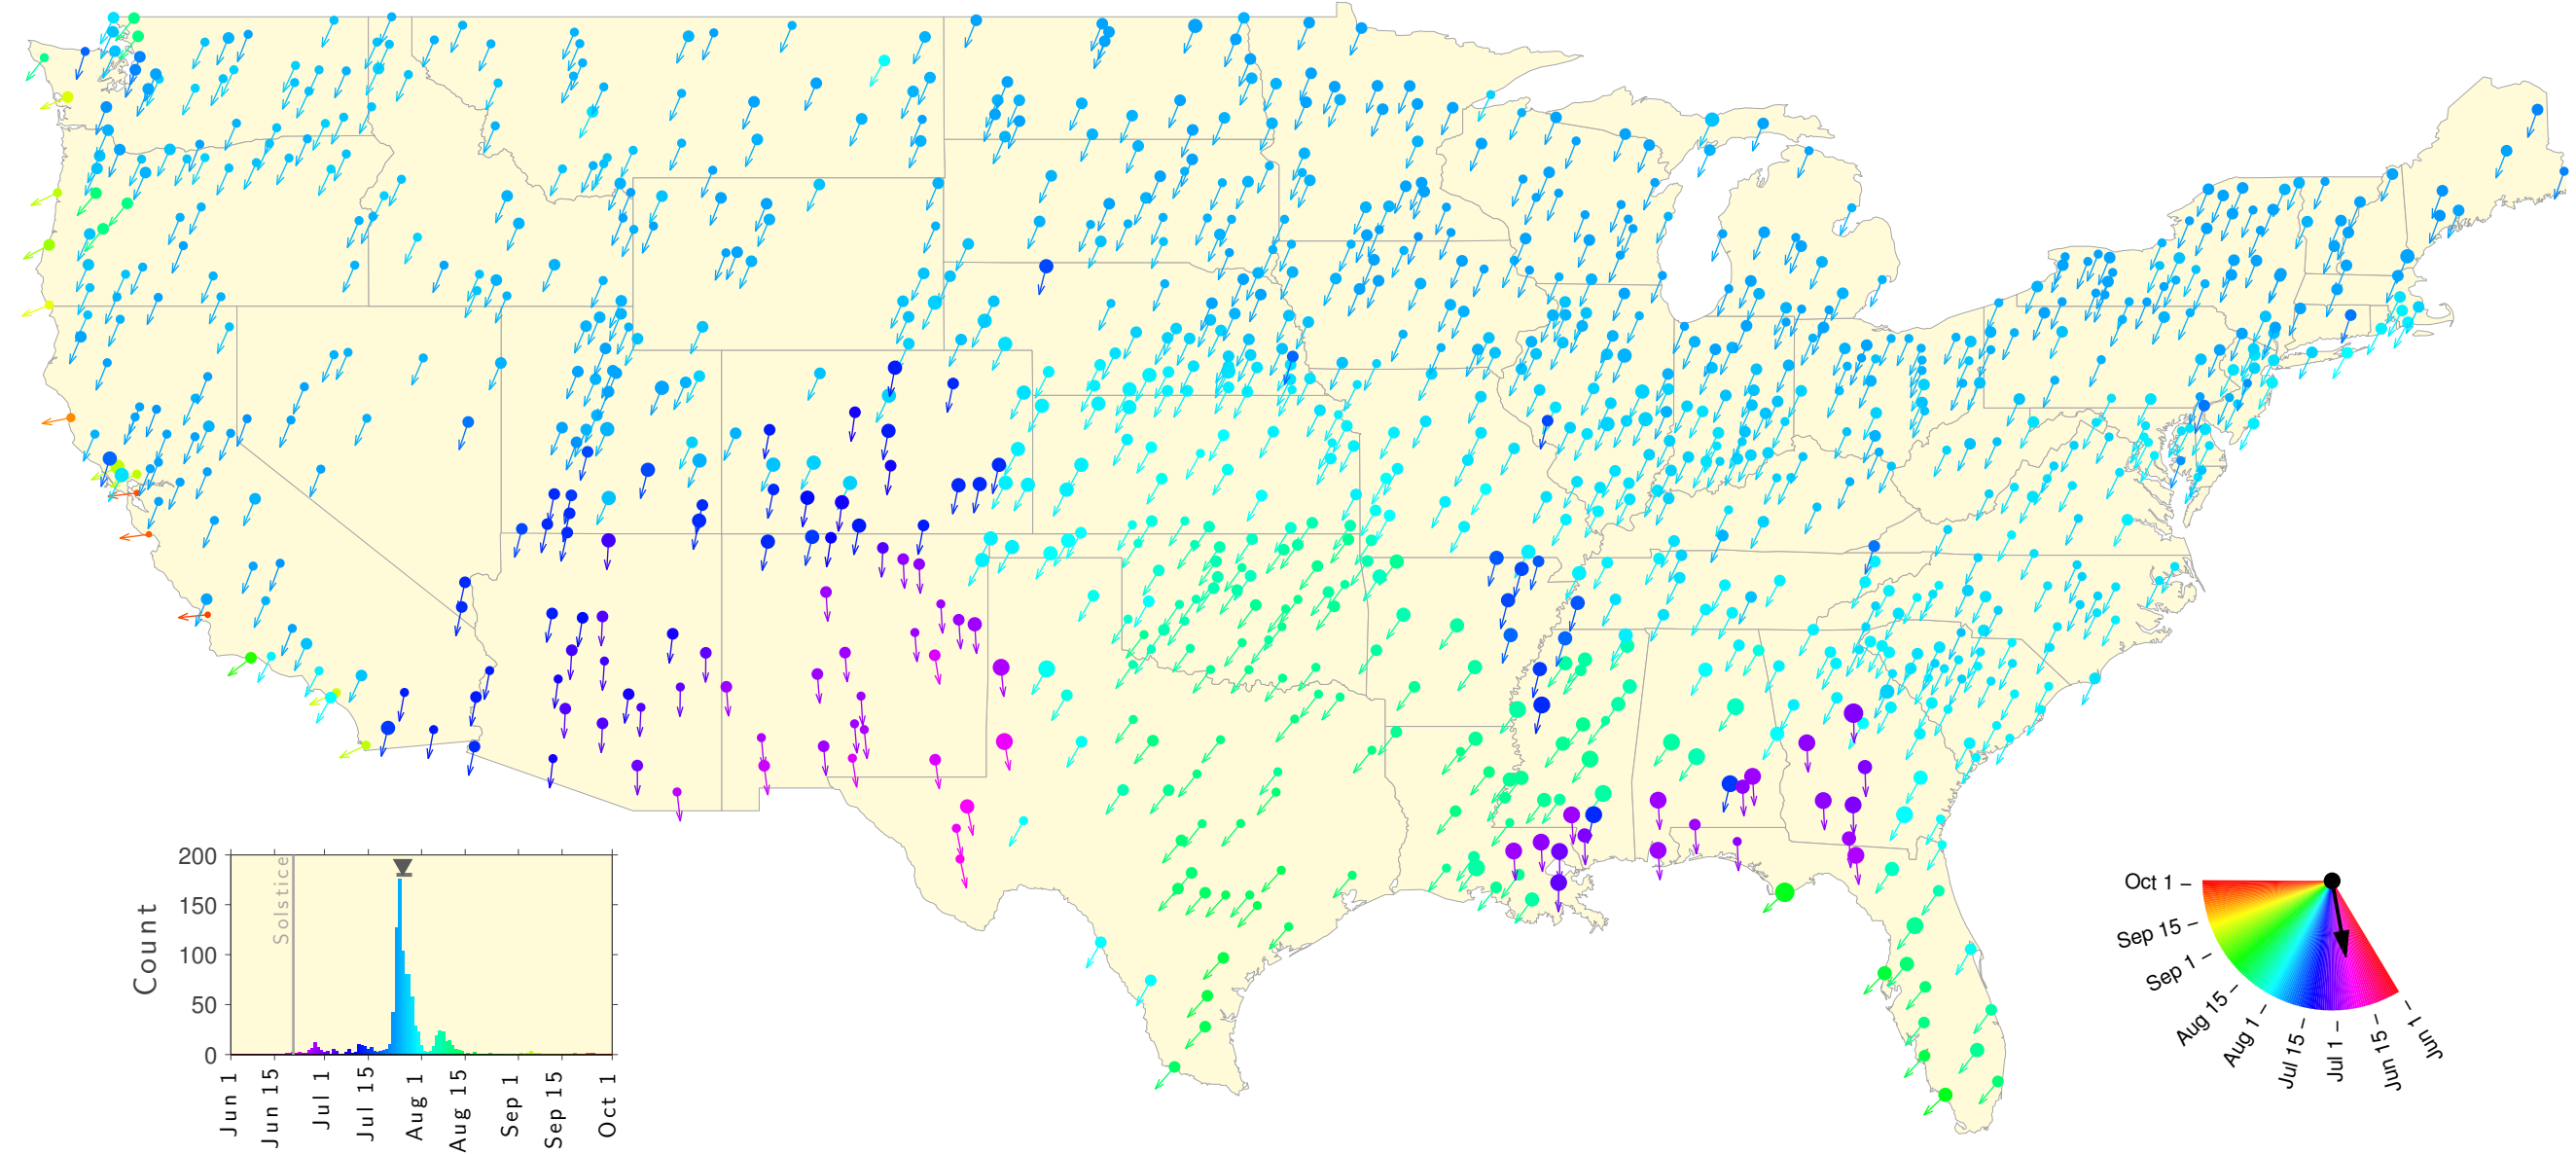 200
150
100
50
0
Count
Solstice
Jun 1
Jun 15
Jul 1
Jul 15
Aug 1
Aug 15
Sep 1
Sep 15
Oct 1
Oct 1
Sep 15
Sep 1
Aug 15
Aug 1
Jul 15
Jul 1
Jun 15
Jun 1